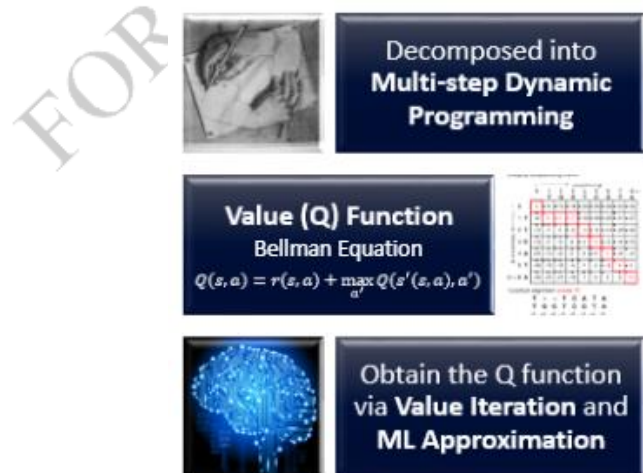 FOR
Decomposed into
Multi-step Dynamic
Programming
Value (Q) Function
Bellman Equation
Q(s, a) = r(s, a) + max Q(s'(s, a), a')
a'
Obtain the Q function
via Value Iteration and
ML Approximation